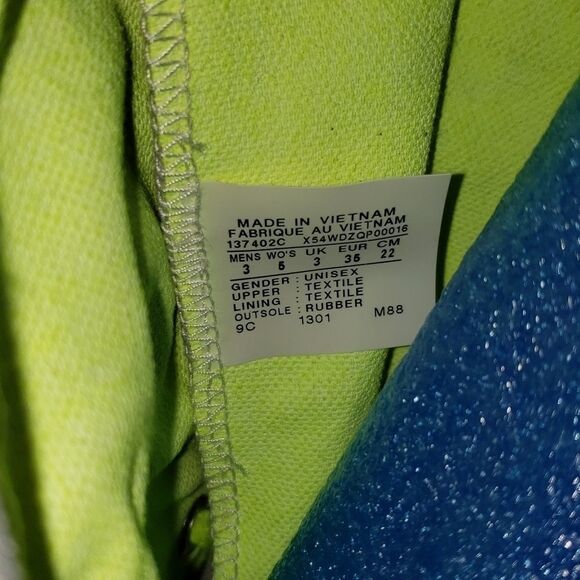 MADE IN VIETNAM
FABRIQUE AU VIETNAM
137402C X54WDZQP00016
MENS WO'S UK EUR CM
3 5 3 35 22
GENDER : UNISEX
UPPER : TEXTILE
LINING : TEXTILE
OUTSOLE : RUBBER
9C 1301 M88